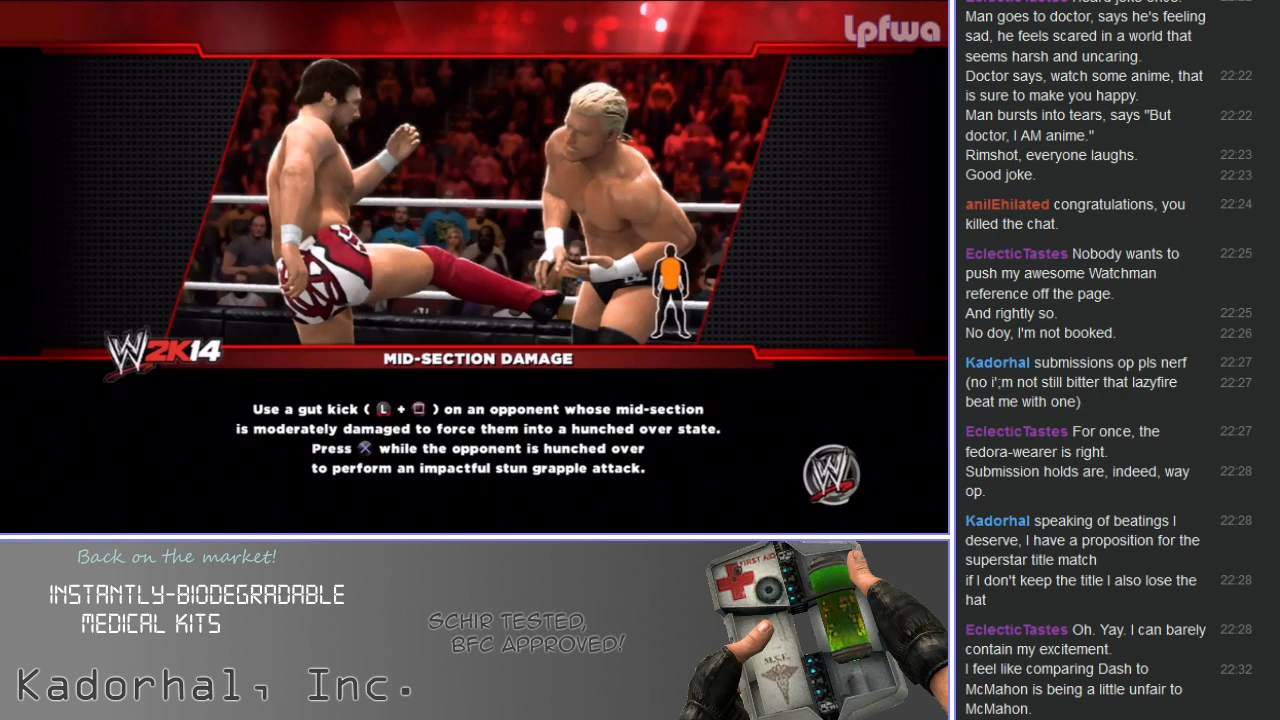 lpfwa
W2K14
MID-SECTION DAMAGE
Use a gut kick ( L + ) on an opponent whose mid-section
is moderately damaged to force them into a hunched over state.
Press while the opponent is hunched over
to perform an impactful stun grapple attack.
W
Back on the market!
INSTANTLY-BIODEGRADABLE
MEDICAL KITS
SCHIR TESTED,
BFC APPROVED!
Kadorhal, Inc.
FIRST AID
Man goes to doctor, says he's feeling
sad, he feels scared in a world that
seems harsh and uncaring.
Doctor says, watch some anime, that 22:22
is sure to make you happy.
Man bursts into tears, says "But 22:22
doctor, I AM anime."
Rimshot, everyone laughs. 22:23
Good joke. 22:23
anilEhilated congratulations, you 22:24
killed the chat.
EclecticTastes Nobody wants to 22:25
push my awesome Watchman
reference off the page.
And rightly so. 22:25
No doy, I'm not booked. 22:26
Kadorhal submissions op pls nerf 22:27
(no i';m not still bitter that lazyfire 22:27
beat me with one)
EclecticTastes For once, the 22:27
fedora-wearer is right.
Submission holds are, indeed, way 22:28
op.
Kadorhal speaking of beatings I 22:28
deserve, I have a proposition for the
superstar title match
if I don't keep the title I also lose the 22:28
hat
EclecticTastes Oh. Yay. I can barely 22:28
contain my excitement.
I feel like comparing Dash to 22:32
McMahon is being a little unfair to
McMahon.